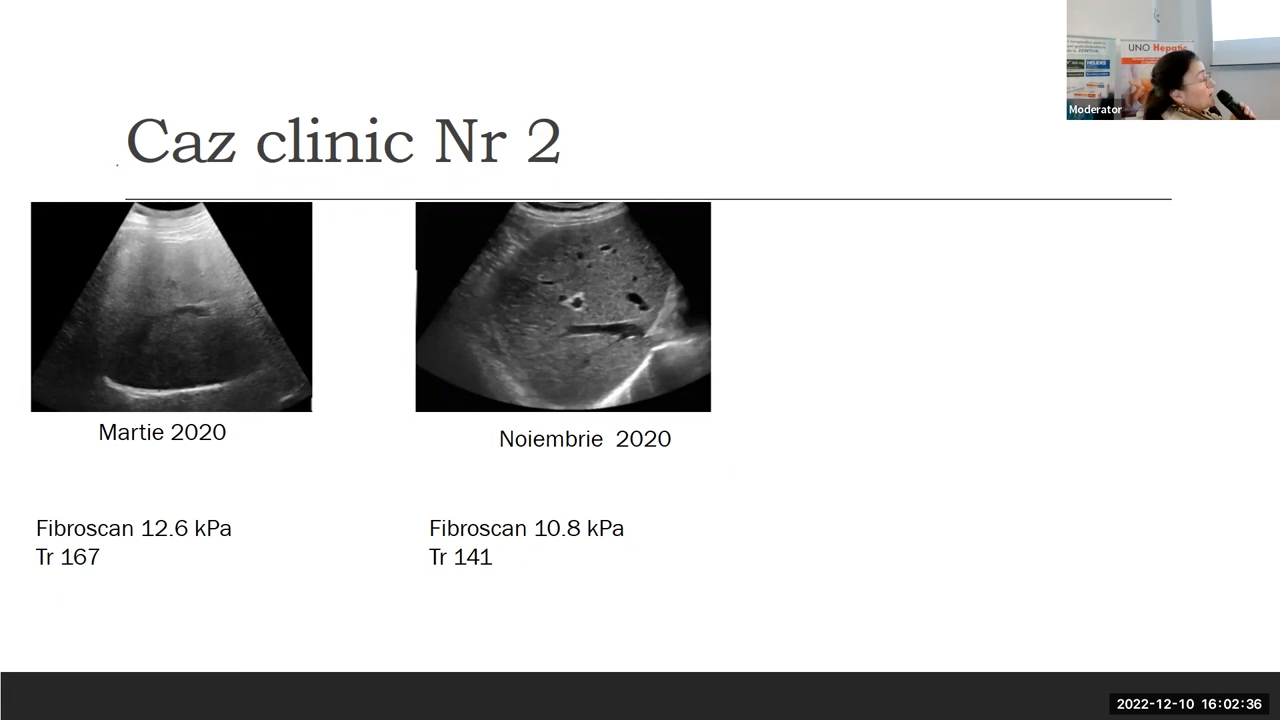 Caz clinic Nr 2
UNO Hepatic
HELIDES
Moderator
Martie 2020
Noiembrie 2020
Fibroscan 12.6 kPa
Tr 167
Fibroscan 10.8 kPa
Tr 141
2022-12-10 16:02:36